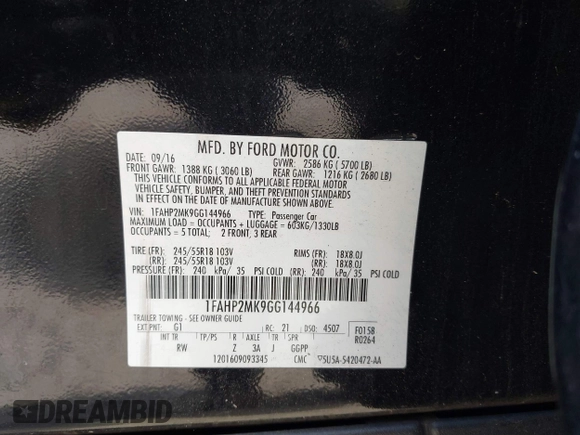 MFD. BY FORD MOTOR CO.
DATE: 09/16 GVWR: 2586 KG ( 5700 LB)
FRONT GAWR: 1388 KG ( 3060 LB) REAR GAWR: 1216 KG ( 2680 LB)
THIS VEHICLE CONFORMS TO ALL APPLICABLE FEDERAL MOTOR
VEHICLE SAFETY, BUMPER, AND THEFT PREVENTION STANDARDS
IN EFFECT ON THE DATE OF MANUFACTURE SHOWN ABOVE.
VIN: 1FAHP2MK9GG144966 TYPE: Passenger Car
MAXIMUM LOAD = OCCUPANTS + LUGGAGE = 603KG/1330LB
OCCUPANTS = 5 TOTAL; 2 FRONT, 3 REAR
TIRE (FR): 245/55R18 103V RIMS (FR): 18X8.0J
(RR): 245/55R18 103V (RR): 18X8.0J
PRESSURE (FR): 240 kPa/ 35 PSI COLD (RR): 240 kPa/ 35 PSI COLD
1FAHP2MK9GG144966
TRAILER TOWING - SEE OWNER GUIDE
EXT PNT: G1 RC: 21 DSO: 4507 F0158
R0264
INT TR TP/PS R AXLE TR SPR
RW Z 3A J GGPP
1201609093345 CMC 5U5A-5420472-AA
DREAMBID